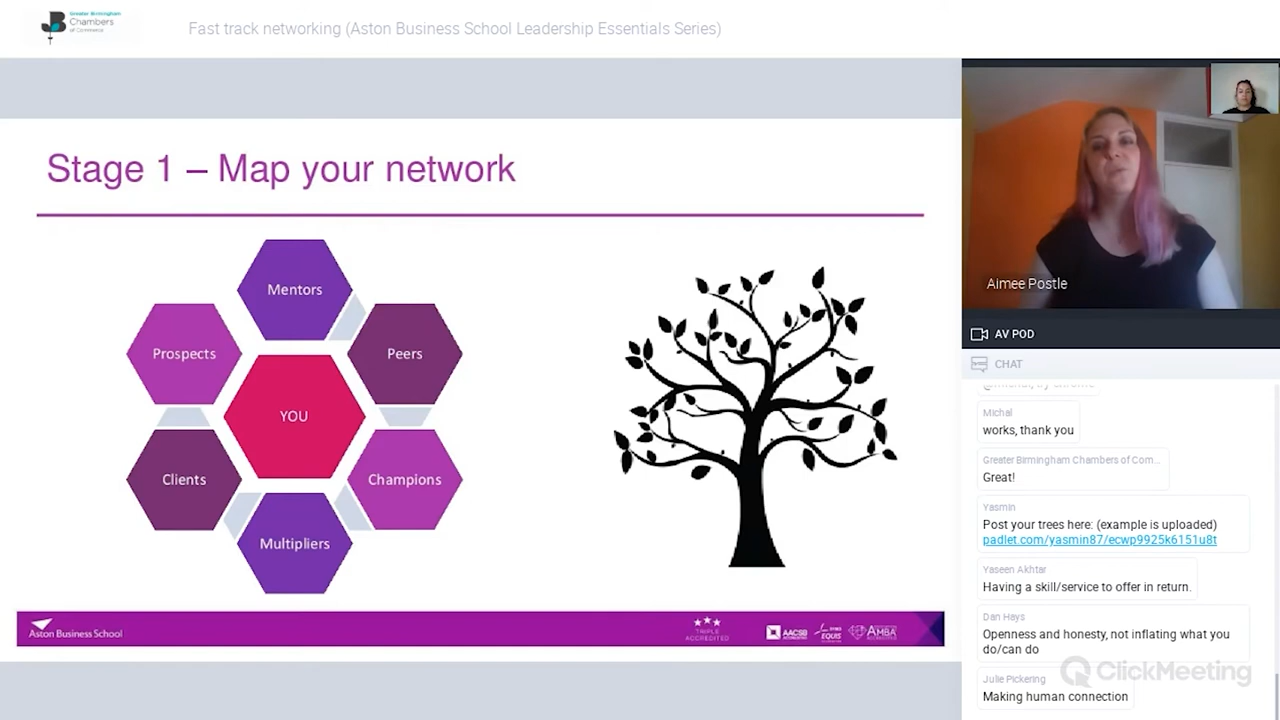 Greater Birmingham
Chambers
of Commerce
Fast track networking (Aston Business School Leadership Essentials Series)
Stage 1 – Map your network
Mentors
Prospects
Peers
YOU
Clients
Champions
Multipliers
Aston Business School
TRIPLE
ACCREDITED
AACSB
ACCREDITED
EFMD
EQUIS
ACCREDITED
AMBA
ACCREDITED
Aimee Postle
AV POD
CHAT
Michal
works, thank you
Greater Birmingham Chambers of Com...
Great!
Yasmin
Post your trees here: (example is uploaded)
padlet.com/yasmin87/ecwp9925k6151u8t
Yaseen Akhtar
Having a skill/service to offer in return.
Dan Hays
Openness and honesty, not inflating what you
do/can do
Julie Pickering
Making human connection
ClickMeeting